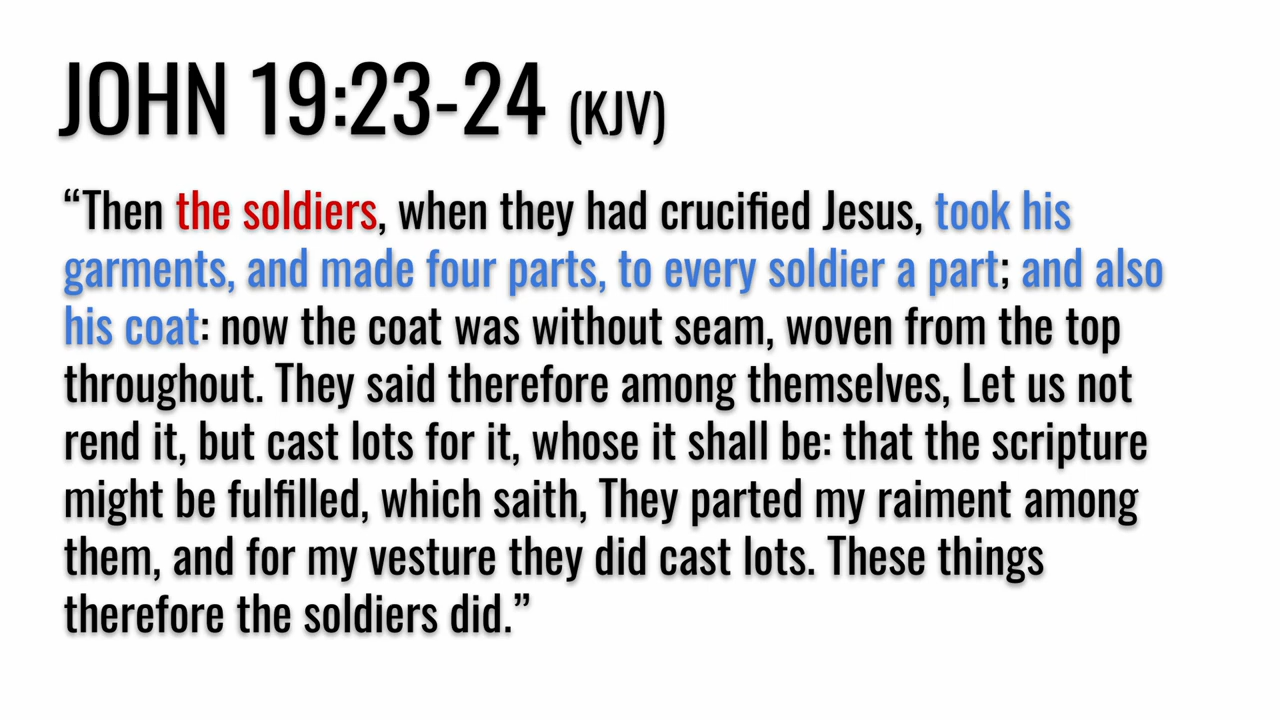 JOHN 19:23-24 (KJV)
“Then the soldiers, when they had crucified Jesus, took his
garments, and made four parts, to every soldier a part; and also
his coat: now the coat was without seam, woven from the top
throughout. They said therefore among themselves, Let us not
rend it, but cast lots for it, whose it shall be: that the scripture
might be fulfilled, which saith, They parted my raiment among
them, and for my vesture they did cast lots. These things
therefore the soldiers did.”